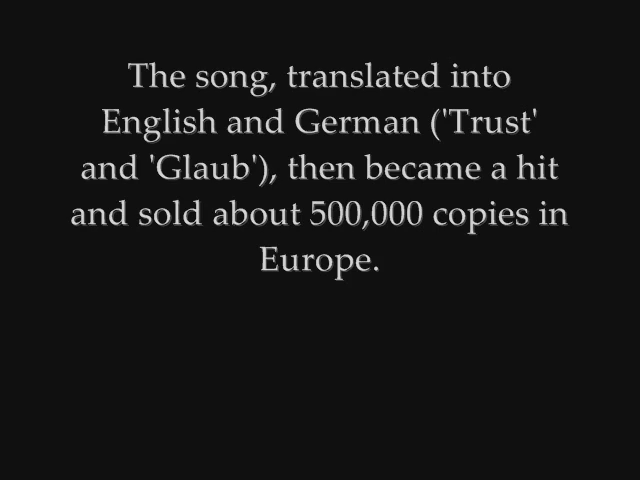 The song, translated into
English and German ('Trust'
and 'Glaub'), then became a hit
and sold about 500,000 copies in
Europe.